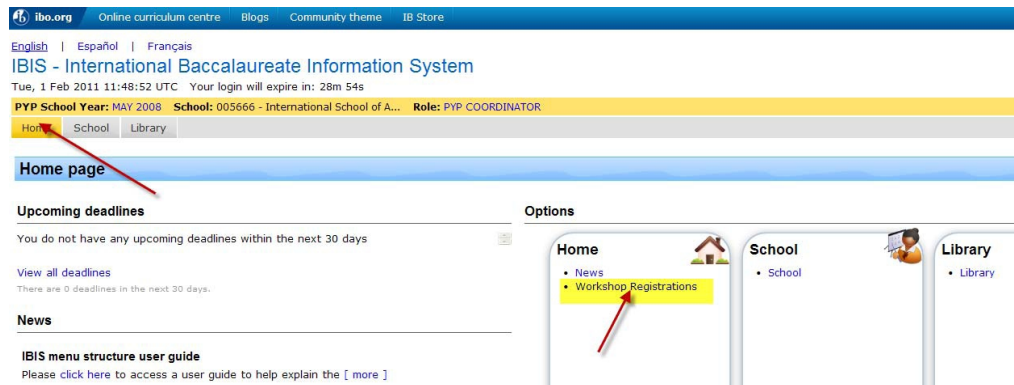 ibo.org Online curriculum centre Blogs Community theme IB Store
English | Español | Français
IBIS - International Baccalaureate Information System
Tue, 1 Feb 2011 11:48:52 UTC Your login will expire in: 28m 54s
PYP School Year: MAY 2008 School: 005666 - International School of A... Role: PYP COORDINATOR
Home School Library
Home page
Upcoming deadlines
You do not have any upcoming deadlines within the next 30 days
View all deadlines
There are 0 deadlines in the next 30 days.
News
IBIS menu structure user guide
Please click here to access a user guide to help explain the [ more ]
Options
Home
• News
• Workshop Registrations
School
• School
Library
• Library